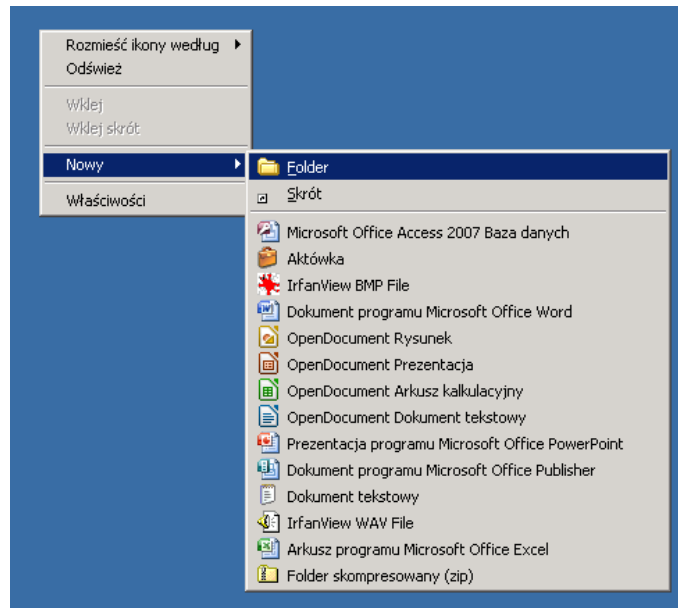 Rozmieść ikony według
Odśwież
Wklej
Wklej skrót
Nowy
Właściwości
Folder
Skrót
Microsoft Office Access 2007 Baza danych
Aktówka
IrfanView BMP File
Dokument programu Microsoft Office Word
OpenDocument Rysunek
OpenDocument Prezentacja
OpenDocument Arkusz kalkulacyjny
OpenDocument Dokument tekstowy
Prezentacja programu Microsoft Office PowerPoint
Dokument programu Microsoft Office Publisher
Dokument tekstowy
IrfanView WAV File
Arkusz programu Microsoft Office Excel
Folder skompresowany (zip)